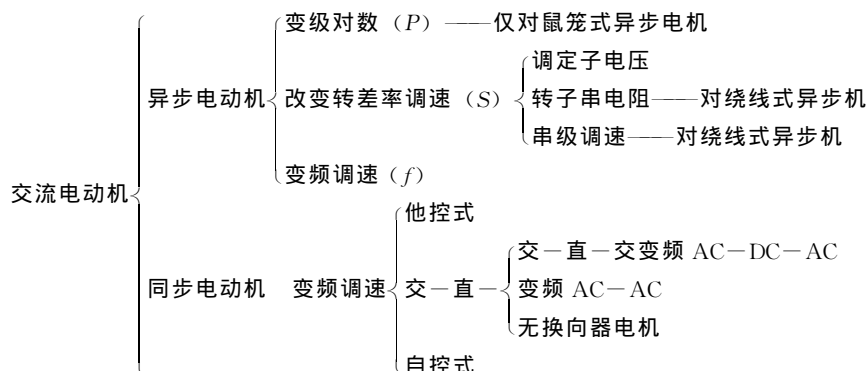 变级对数(P)——仅对鼠笼式异步电机
调定子电压
异步电动机 改变转差率调速(S) 转子串电阻——对绕线式异步机
串级调速——对绕线式异步机
变频调速(f)
交流电动机
他控式
交－直－交变频 AC－DC－AC
同步电动机 变频调速 交－直－ 变频 AC－AC
无换向器电机
自控式